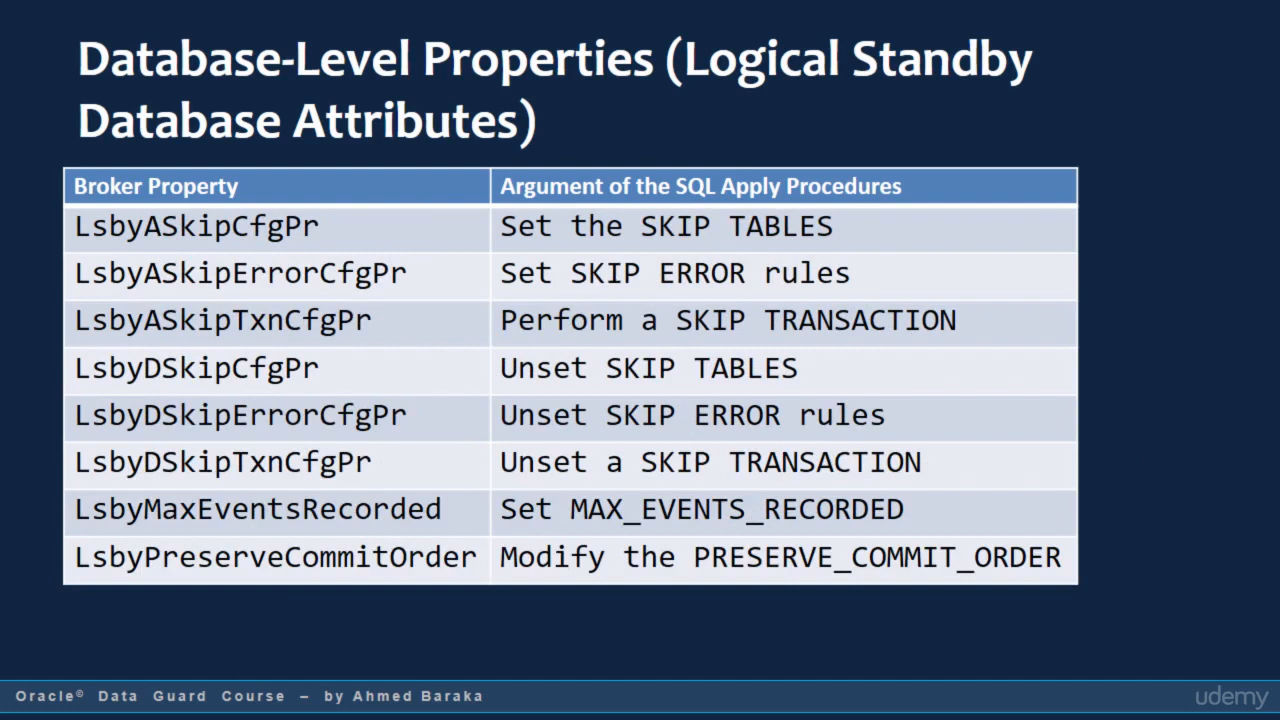 Database-Level Properties (Logical Standby
Database Attributes)
Broker Property Argument of the SQL Apply Procedures
LsbyASkipCfgPr Set the SKIP TABLES
LsbyASkipErrorCfgPr Set SKIP ERROR rules
LsbyASkipTxnCfgPr Perform a SKIP TRANSACTION
LsbyDSkipCfgPr Unset SKIP TABLES
LsbyDSkipErrorCfgPr Unset SKIP ERROR rules
LsbyDSkipTxnCfgPr Unset a SKIP TRANSACTION
LsbyMaxEventsRecorded Set MAX_EVENTS_RECORDED
LsbyPreserveCommitOrder Modify the PRESERVE_COMMIT_ORDER
Oracle© Data Guard Course – by Ahmed Baraka
udemy